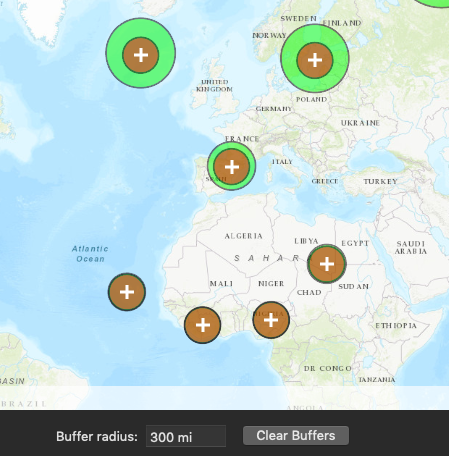 SWEDEN
FINLAND
NORWAY
UNITED
KINGDOM
POLAND
GERMANY
UKRAINE
FRANCE
ITALY
SPAIN
GREECE
TURKEY
ALGERIA
LIBYA
EGYPT
Atlantic
Ocean
SAUDI
ARABIA
SAHAR
MALI
NIGER
CHAD
SUDAN
ETHIOPIA
DR CONGO
TANZANIA
BASIN
BRAZIL
ANGOLA
Buffer radius: 300 mi Clear Buffers